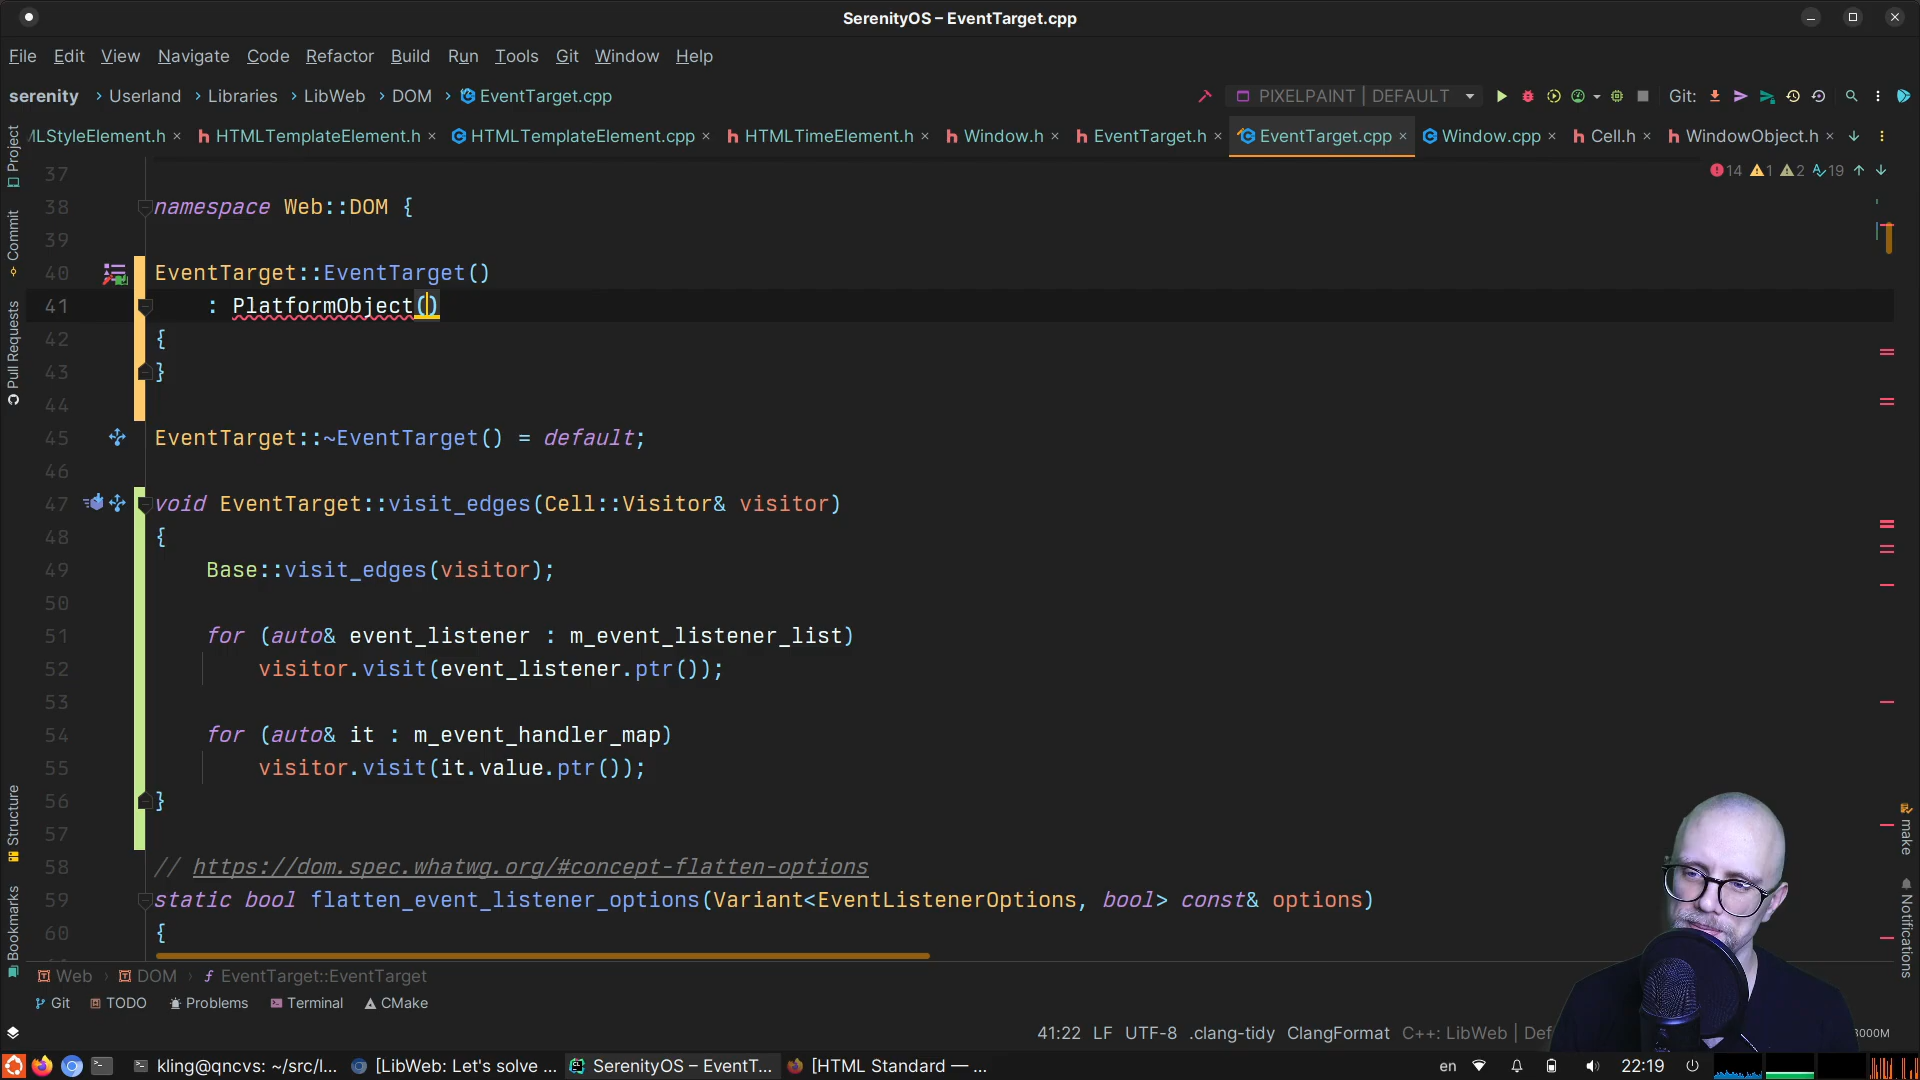 SerenityOS – EventTarget.cpp
File Edit View Navigate Code Refactor Build Run Tools Git Window Help
serenity › Userland › Libraries › LibWeb › DOM › EventTarget.cpp
PIXELPAINT | DEFAULT
Git:
MLStyleElement.h × HTMLTemplateElement.h × HTMLTemplateElement.cpp × HTMLTimeElement.h × Window.h × EventTarget.h × EventTarget.cpp × Window.cpp × Cell.h × WindowObject.h ×
14 1 2 19
Project
Commit
Pull Requests
Structure
Bookmarks
37
38 namespace Web::DOM {
39
40 EventTarget::EventTarget()
41 : PlatformObject()
42 {
43 }
44
45 EventTarget::~EventTarget() = default;
46
47 void EventTarget::visit_edges(Cell::Visitor& visitor)
48 {
49 Base::visit_edges(visitor);
50
51 for (auto& event_listener : m_event_listener_list)
52 visitor.visit(event_listener.ptr());
53
54 for (auto& it : m_event_handler_map)
55 visitor.visit(it.value.ptr());
56 }
57
58 // https://dom.spec.whatwg.org/#concept-flatten-options
59 static bool flatten_event_listener_options(Variant<EventListenerOptions, bool> const& options)
60 {
make
Notifications
Web › DOM › f EventTarget::EventTarget
Git TODO Problems Terminal CMake
41:22 LF UTF-8 .clang-tidy ClangFormat C++: LibWeb | Def
3000M
kling@qncvs: ~/src/l... [LibWeb: Let's solve ... SerenityOS – EventT... [HTML Standard — ...
en 22:19